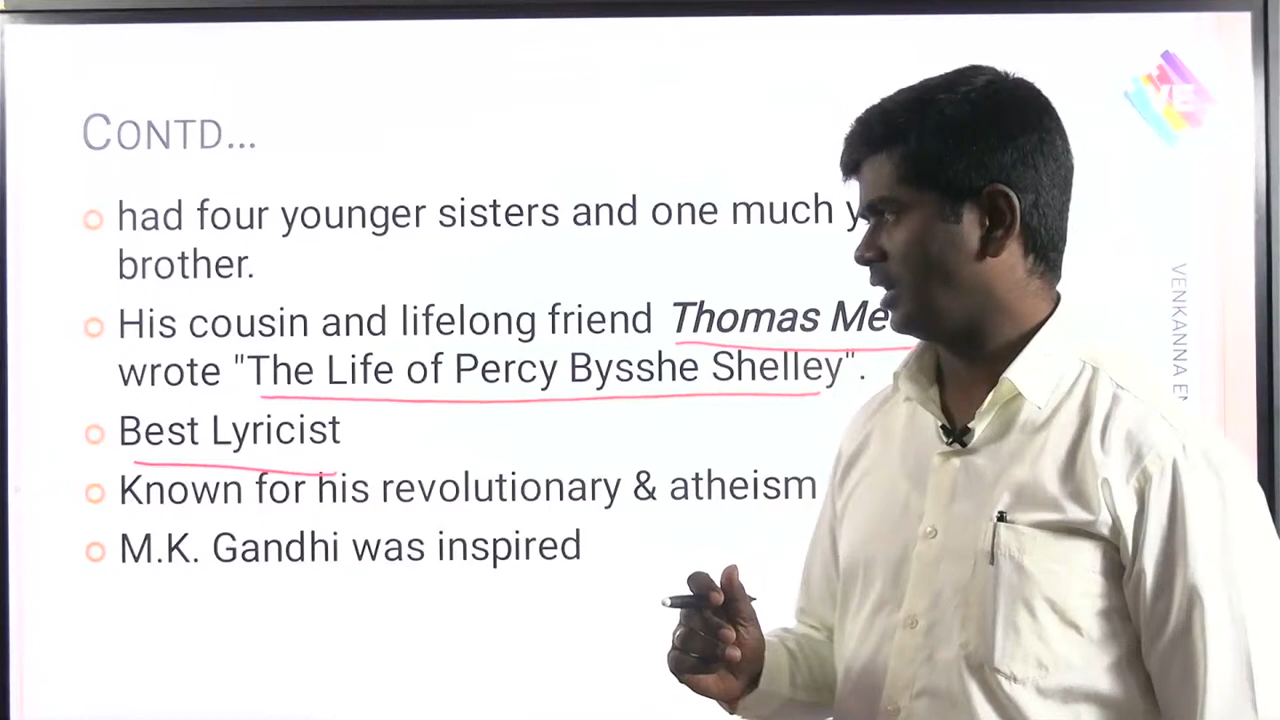 CONTD...
had four younger sisters and one much
brother.
His cousin and lifelong friend Thomas
wrote "The Life of Percy Bysshe Shelley".
Best Lyricist
Known for his revolutionary & atheism
M.K. Gandhi was inspired
VE
VENKANNA